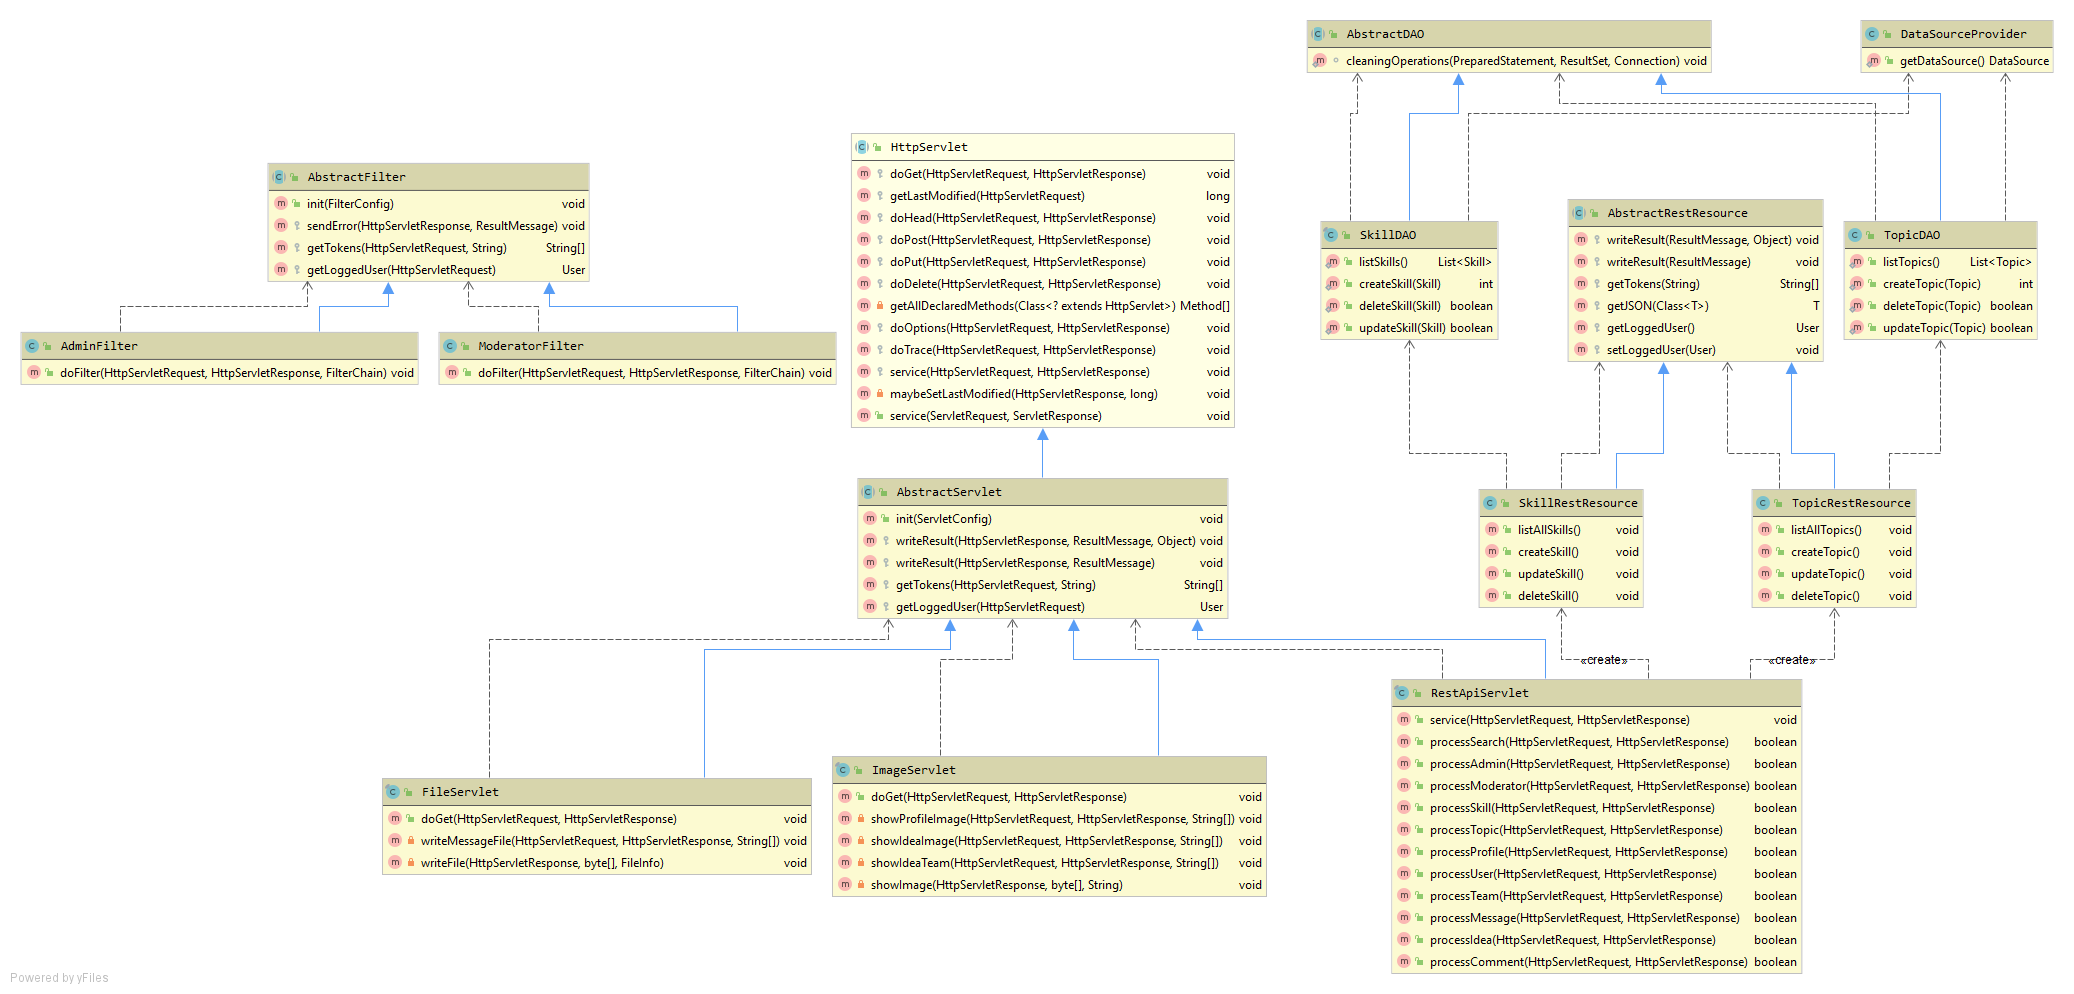 AbstractDAO
cleaningOperations(PreparedStatement, ResultSet, Connection) void
DataSourceProvider
getDataSource() DataSource
HttpServlet
doGet(HttpServletRequest, HttpServletResponse) void
getLastModified(HttpServletRequest) long
doHead(HttpServletRequest, HttpServletResponse) void
doPost(HttpServletRequest, HttpServletResponse) void
doPut(HttpServletRequest, HttpServletResponse) void
doDelete(HttpServletRequest, HttpServletResponse) void
getAllDeclaredMethods(Class<? extends HttpServlet>) Method[]
doOptions(HttpServletRequest, HttpServletResponse) void
doTrace(HttpServletRequest, HttpServletResponse) void
service(HttpServletRequest, HttpServletResponse) void
maybeSetLastModified(HttpServletResponse, long) void
service(ServletRequest, ServletResponse) void
AbstractFilter
init(FilterConfig) void
sendError(HttpServletResponse, ResultMessage) void
getTokens(HttpServletRequest, String) String[]
getLoggedUser(HttpServletRequest) User
SkillDAO
listSkills() List<Skill>
createSkill(Skill) int
deleteSkill(Skill) boolean
updateSkill(Skill) boolean
AbstractRestResource
writeResult(ResultMessage, Object) void
writeResult(ResultMessage) void
getTokens(String) String[]
getJSON(Class<T>) T
getLoggedUser() User
setLoggedUser(User) void
TopicDAO
listTopics() List<Topic>
createTopic(Topic) int
deleteTopic(Topic) boolean
updateTopic(Topic) boolean
AdminFilter
doFilter(HttpServletRequest, HttpServletResponse, FilterChain) void
ModeratorFilter
doFilter(HttpServletRequest, HttpServletResponse, FilterChain) void
AbstractServlet
init(ServletConfig) void
writeResult(HttpServletResponse, ResultMessage, Object) void
writeResult(HttpServletResponse, ResultMessage) void
getTokens(HttpServletRequest, String) String[]
getLoggedUser(HttpServletRequest) User
SkillRestResource
listAllSkills() void
createSkill() void
updateSkill() void
deleteSkill() void
TopicRestResource
listAllTopics() void
createTopic() void
updateTopic() void
deleteTopic() void
«create»
«create»
RestApiServlet
service(HttpServletRequest, HttpServletResponse) void
processSearch(HttpServletRequest, HttpServletResponse) boolean
processAdmin(HttpServletRequest, HttpServletResponse) boolean
processModerator(HttpServletRequest, HttpServletResponse) boolean
processSkill(HttpServletRequest, HttpServletResponse) boolean
processTopic(HttpServletRequest, HttpServletResponse) boolean
processProfile(HttpServletRequest, HttpServletResponse) boolean
processUser(HttpServletRequest, HttpServletResponse) boolean
processTeam(HttpServletRequest, HttpServletResponse) boolean
processMessage(HttpServletRequest, HttpServletResponse) boolean
processIdea(HttpServletRequest, HttpServletResponse) boolean
processComment(HttpServletRequest, HttpServletResponse) boolean
ImageServlet
doGet(HttpServletRequest, HttpServletResponse) void
showProfileImage(HttpServletRequest, HttpServletResponse, String[]) void
showIdeaImage(HttpServletRequest, HttpServletResponse, String[]) void
showIdeaTeam(HttpServletRequest, HttpServletResponse, String[]) void
showImage(HttpServletResponse, byte[], String) void
FileServlet
doGet(HttpServletRequest, HttpServletResponse) void
writeMessageFile(HttpServletRequest, HttpServletResponse, String[]) void
writeFile(HttpServletResponse, byte[], FileInfo) void
Powered by yFiles